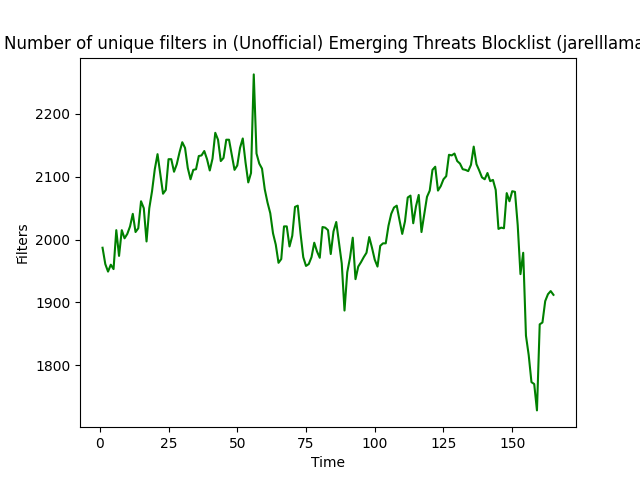 Number of unique filters in (Unofficial) Emerging Threats Blocklist (jarelllama
2200
2100
2000
1900
1800
Filters
0 25 50 75 100 125 150
Time